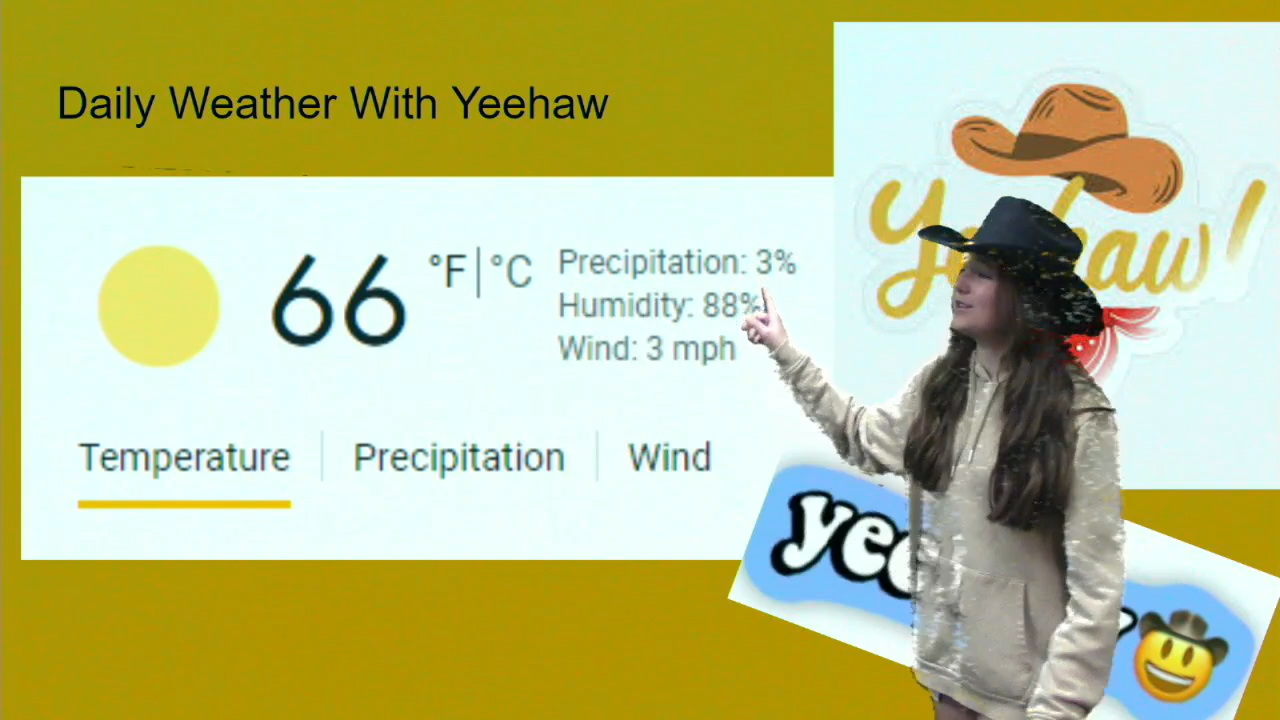 Daily Weather With Yeehaw
66 °F|°C
Precipitation: 3%
Humidity: 88%
Wind: 3 mph
Temperature
Precipitation
Wind